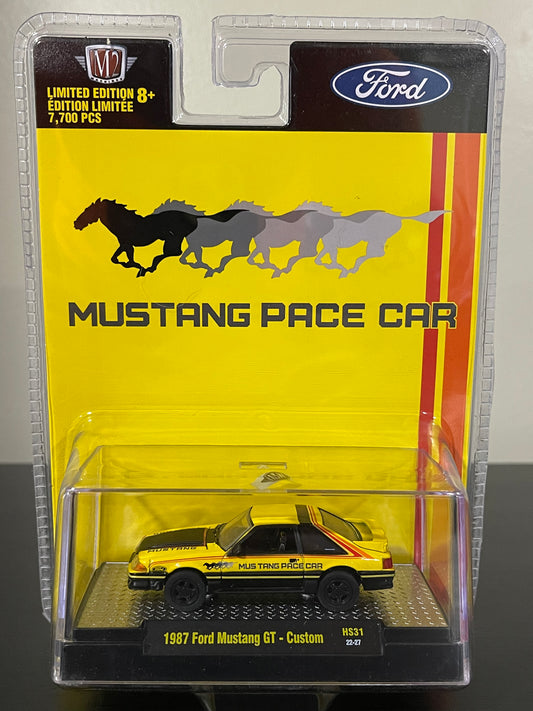 M2
MACHINES
LIMITED EDITION 8+
ÉDITION LIMITÉE
7,700 PCS
Ford
MUSTANG PACE CAR
MUSTANG
MUSTANG PACE CAR
1987 Ford Mustang GT - Custom
HS31
22-27